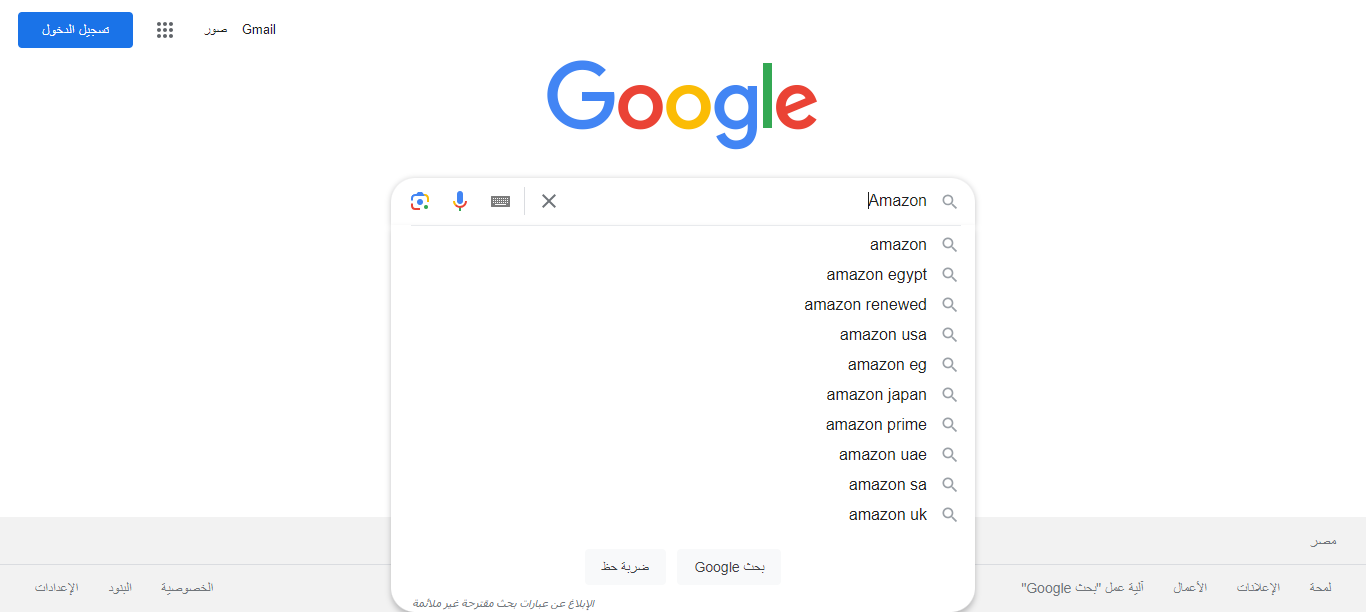 Gmail صور تسجيل الدخول
Google
Amazon
amazon
amazon egypt
amazon renewed
amazon usa
amazon eg
amazon japan
amazon prime
amazon uae
amazon sa
amazon uk
بحث Google ضربة حظ
الإبلاغ عن عبارات بحث مقترحة غير ملائمة
مصر
لمحة الإعلانات الأعمال آلية عمل "بحث Google" الخصوصية البنود الإعدادات